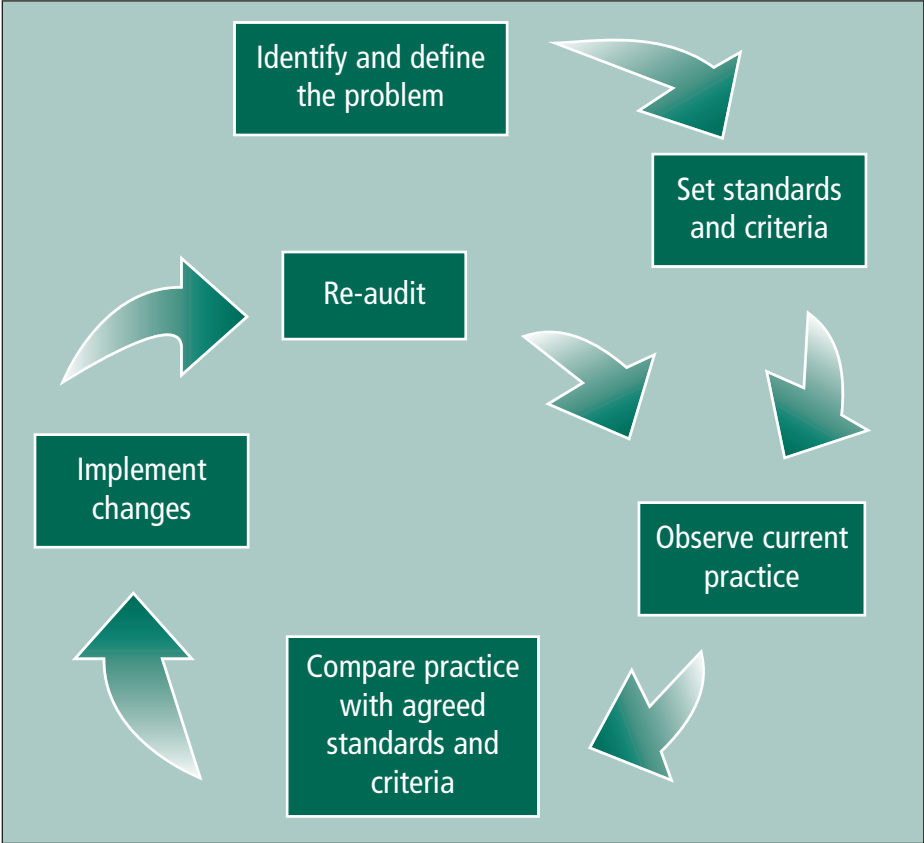 Identify and define
the problem
Set standards
and criteria
Re-audit
Implement
changes
Observe current
practice
Compare practice
with agreed
standards and
criteria